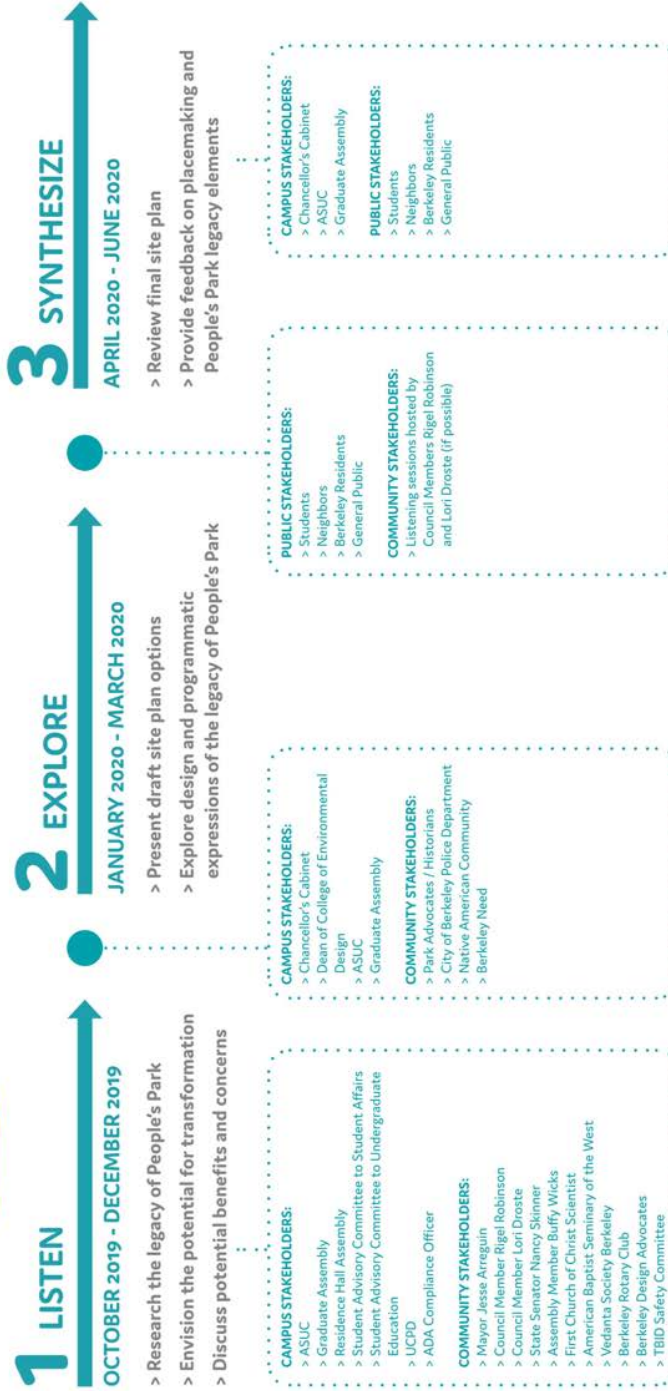 1 LISTEN
OCTOBER 2019 - DECEMBER 2019
> Research the legacy of People's Park
> Envision the potential for transformation
> Discuss potential benefits and concerns
CAMPUS STAKEHOLDERS:
> ASUC
> Graduate Assembly
> Residence Hall Assembly
> Student Advisory Committee to Student Affairs
> Student Advisory Committee to Undergraduate
Education
> UCPD
> ADA Compliance Officer
COMMUNITY STAKEHOLDERS:
> Mayor Jesse Arreguin
> Council Member Rigel Robinson
> Council Member Lori Droste
> State Senator Nancy Skinner
> Assembly Member Buffy Wicks
> First Church of Christ Scientist
> American Baptist Seminary of the West
> Vedanta Society Berkeley
> Berkeley Rotary Club
> Berkeley Design Advocates
> TBID Safety Committee
2 EXPLORE
JANUARY 2020 - MARCH 2020
> Present draft site plan options
> Explore design and programmatic
expressions of the legacy of People's Park
CAMPUS STAKEHOLDERS:
> Chancellor's Cabinet
> Dean of College of Environmental
Design
> ASUC
> Graduate Assembly
COMMUNITY STAKEHOLDERS:
> Park Advocates / Historians
> City of Berkeley Police Department
> Native American Community
> Berkeley Need
PUBLIC STAKEHOLDERS:
> Students
> Neighbors
> Berkeley Residents
> General Public
COMMUNITY STAKEHOLDERS:
> Listening sessions hosted by
Council Members Rigel Robinson
and Lori Droste (if possible)
3 SYNTHESIZE
APRIL 2020 - JUNE 2020
> Review final site plan
> Provide feedback on placemaking and
People's Park legacy elements
CAMPUS STAKEHOLDERS:
> Chancellor's Cabinet
> ASUC
> Graduate Assembly
PUBLIC STAKEHOLDERS:
> Students
> Neighbors
> Berkeley Residents
> General Public